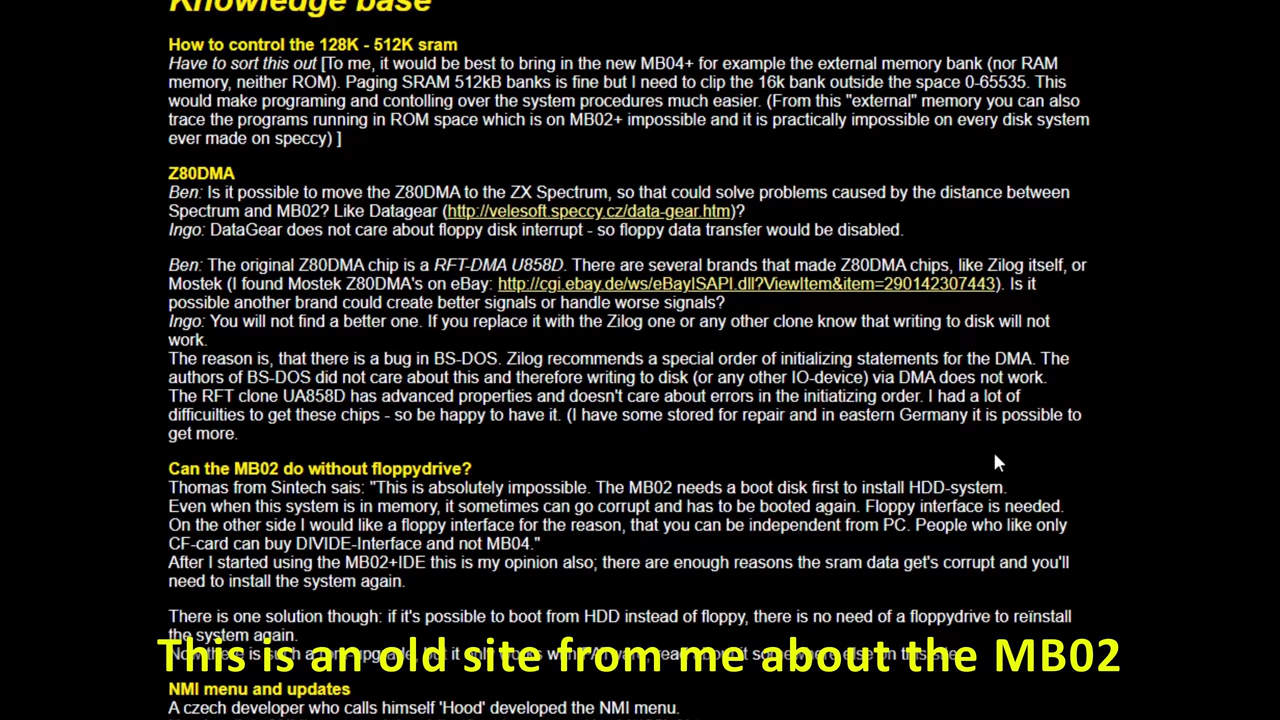 Knowledge base
How to control the 128K - 512K sram
Have to sort this out [To me, it would be best to bring in the new MB04+ for example the external memory bank (nor RAM
memory, neither ROM). Paging SRAM 512kB banks is fine but I need to clip the 16k bank outside the space 0-65535. This
would make programing and contolling over the system procedures much easier. (From this "external" memory you can also
trace the programs running in ROM space which is on MB02+ impossible and it is practically impossible on every disk system
ever made on speccy) ]
Z80DMA
Ben: Is it possible to move the Z80DMA to the ZX Spectrum, so that could solve problems caused by the distance between
Spectrum and MB02? Like Datagear (http://velesoft.speccy.cz/data-gear.htm)?
Ingo: DataGear does not care about floppy disk interrupt - so floppy data transfer would be disabled.
Ben: The original Z80DMA chip is a RFT-DMA U858D. There are several brands that made Z80DMA chips, like Zilog itself, or
Mostek (I found Mostek Z80DMA's on eBay: http://cgi.ebay.de/ws/eBayISAPI.dll?ViewItem&item=290142307443). Is it
possible another brand could create better signals or handle worse signals?
Ingo: You will not find a better one. If you replace it with the Zilog one or any other clone know that writing to disk will not
work.
The reason is, that there is a bug in BS-DOS. Zilog recommends a special order of initializing statements for the DMA. The
authors of BS-DOS did not care about this and therefore writing to disk (or any other IO-device) via DMA does not work.
The RFT clone UA858D has advanced properties and doesn't care about errors in the initiatizing order. I had a lot of
difficuilties to get these chips - so be happy to have it. (I have some stored for repair and in eastern Germany it is possible to
get more.
Can the MB02 do without floppydrive?
Thomas from Sintech sais: "This is absolutely impossible. The MB02 needs a boot disk first to install HDD-system.
Even when this system is in memory, it sometimes can go corrupt and has to be booted again. Floppy interface is needed.
On the other side I would like a floppy interface for the reason, that you can be independent from PC. People who like only
CF-card can buy DIVIDE-Interface and not MB04."
After I started using the MB02+IDE this is my opinion also; there are enough reasons the sram data get's corrupt and you'll
need to install the system again.
There is one solution though: if it's possible to boot from HDD instead of floppy, there is no need of a floppydrive to reïnstall
the system again.
This is an old site from me about the MB02
NMI menu and updates
A czech developer who calls himself 'Hood' developed the NMI menu.